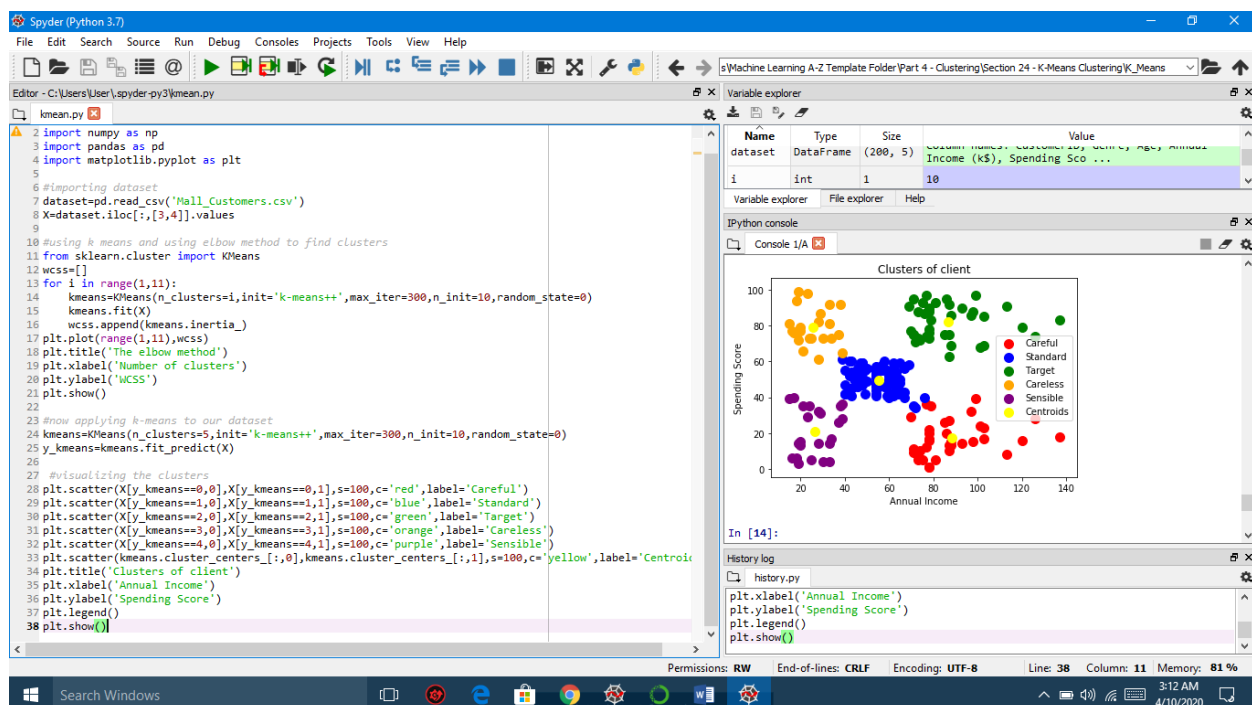 Spyder (Python 3.7)
File Edit Search Source Run Debug Consoles Projects Tools View Help
s\Machine Learning A-Z Template Folder\Part 4 - Clustering\Section 24 - K-Means Clustering\K_Means
Editor - C:\Users\User\.spyder-py3\kmean.py
kmean.py
2 import numpy as np
3 import pandas as pd
4 import matplotlib.pyplot as plt
5
6 #importing dataset
7 dataset=pd.read_csv('Mall_Customers.csv')
8 X=dataset.iloc[:,[3,4]].values
9
10 #using k means and using elbow method to find clusters
11 from sklearn.cluster import KMeans
12 wcss=[]
13 for i in range(1,11):
14     kmeans=KMeans(n_clusters=i,init='k-means++',max_iter=300,n_init=10,random_state=0)
15     kmeans.fit(X)
16     wcss.append(kmeans.inertia_)
17 plt.plot(range(1,11),wcss)
18 plt.title('The elbow method')
19 plt.xlabel('Number of clusters')
20 plt.ylabel('WCSS')
21 plt.show()
22
23 #now applying k-means to our dataset
24 kmeans=KMeans(n_clusters=5,init='k-means++',max_iter=300,n_init=10,random_state=0)
25 y_kmeans=kmeans.fit_predict(X)
26
27  #visualizing the clusters
28 plt.scatter(X[y_kmeans==0,0],X[y_kmeans==0,1],s=100,c='red',label='Careful')
29 plt.scatter(X[y_kmeans==1,0],X[y_kmeans==1,1],s=100,c='blue',label='Standard')
30 plt.scatter(X[y_kmeans==2,0],X[y_kmeans==2,1],s=100,c='green',label='Target')
31 plt.scatter(X[y_kmeans==3,0],X[y_kmeans==3,1],s=100,c='orange',label='Careless')
32 plt.scatter(X[y_kmeans==4,0],X[y_kmeans==4,1],s=100,c='purple',label='Sensible')
33 plt.scatter(kmeans.cluster_centers_[:,0],kmeans.cluster_centers_[:,1],s=100,c='yellow',label='Centroi
34 plt.title('Clusters of client')
35 plt.xlabel('Annual Income')
36 plt.ylabel('Spending Score')
37 plt.legend()
38 plt.show()
Variable explorer
Name Type Size Value
dataset DataFrame (200, 5) Column names: CustomerID, Genre, Age, Annual
Income (k$), Spending Sco ...
i int 1 10
Variable explorer File explorer Help
IPython console
Console 1/A
Clusters of client
100
80
60
40
20
0
Spending Score
Careful
Standard
Target
Careless
Sensible
Centroids
20 40 60 80 100 120 140
Annual Income
In [14]:
History log
history.py
plt.xlabel('Annual Income')
plt.ylabel('Spending Score')
plt.legend()
plt.show()
Permissions: RW End-of-lines: CRLF Encoding: UTF-8 Line: 38 Column: 11 Memory: 81 %
Search Windows
3:12 AM
4/10/2020